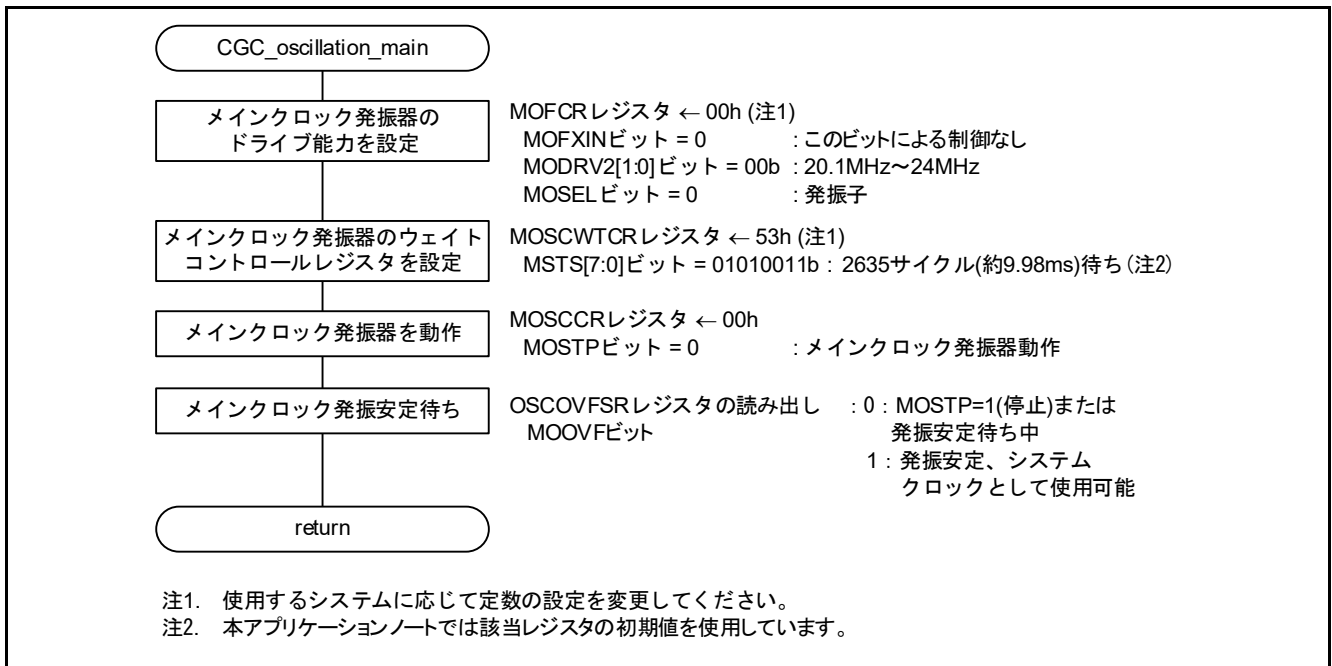 CGC_oscillation_main
メインクロック発振器の
ドライブ能力を設定
MOFCRレジスタ ← 00h (注1)
MOFXINビット = 0 : このビットによる制御なし
MODRV2[1:0]ビット = 00b : 20.1MHz～24MHz
MOSELビット = 0 : 発振子
メインクロック発振器のウェイト
コントロールレジスタを設定
MOSCWTCRレジスタ ← 53h (注1)
MSTS[7:0]ビット = 01010011b : 2635サイクル(約9.98ms)待ち(注2)
メインクロック発振器を動作
MOSCCRレジスタ ← 00h
MOSTPビット = 0 : メインクロック発振器動作
メインクロック発振安定待ち
OSCOVFSRレジスタの読み出し : 0 : MOSTP=1(停止)または
MOOVFビット 発振安定待ち中
1 : 発振安定、システム
クロックとして使用可能
return
注1. 使用するシステムに応じて定数の設定を変更してください。
注2. 本アプリケーションノートでは該当レジスタの初期値を使用しています。